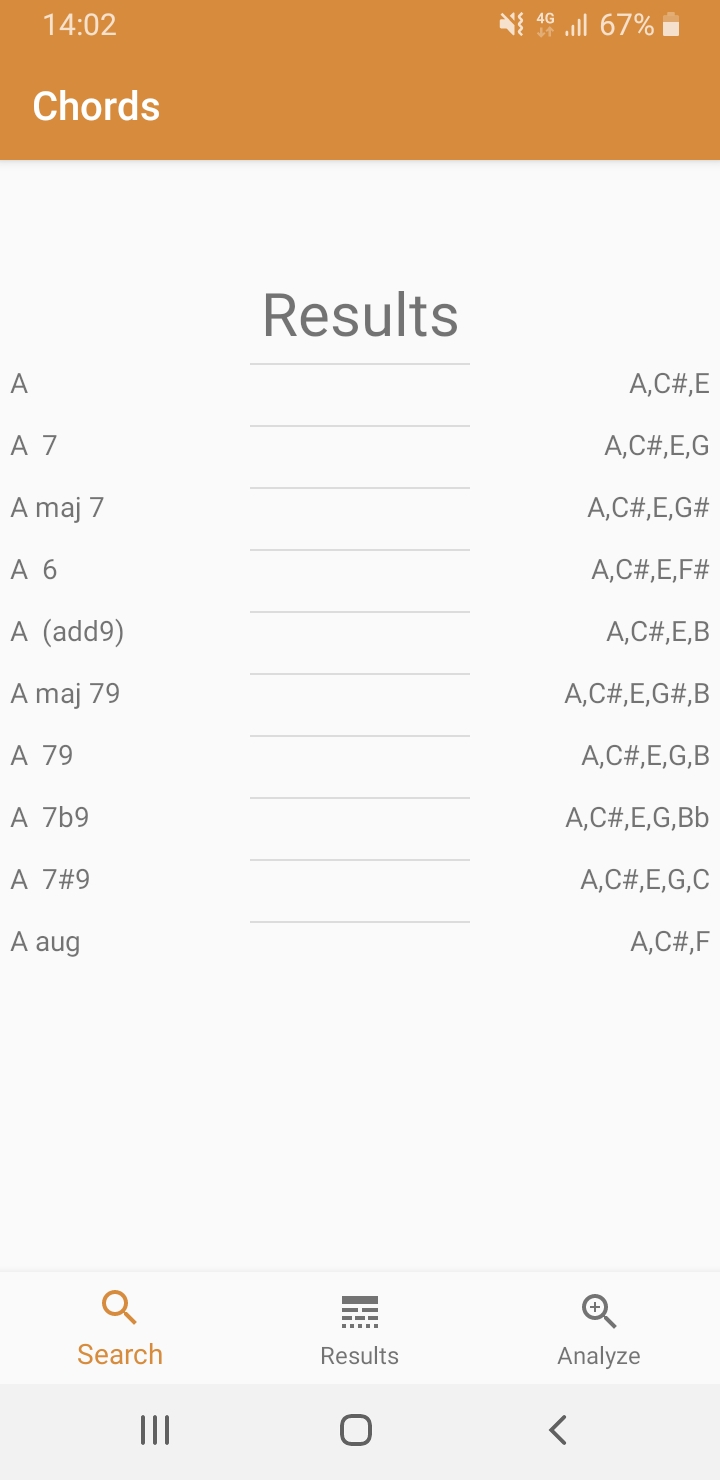 14:02 4G 67%
Chords
Results
A A,C#,E
A 7 A,C#,E,G
A maj 7 A,C#,E,G#
A 6 A,C#,E,F#
A (add9) A,C#,E,B
A maj 79 A,C#,E,G#,B
A 79 A,C#,E,G,B
A 7b9 A,C#,E,G,Bb
A 7#9 A,C#,E,G,C
A aug A,C#,F
Search Results Analyze